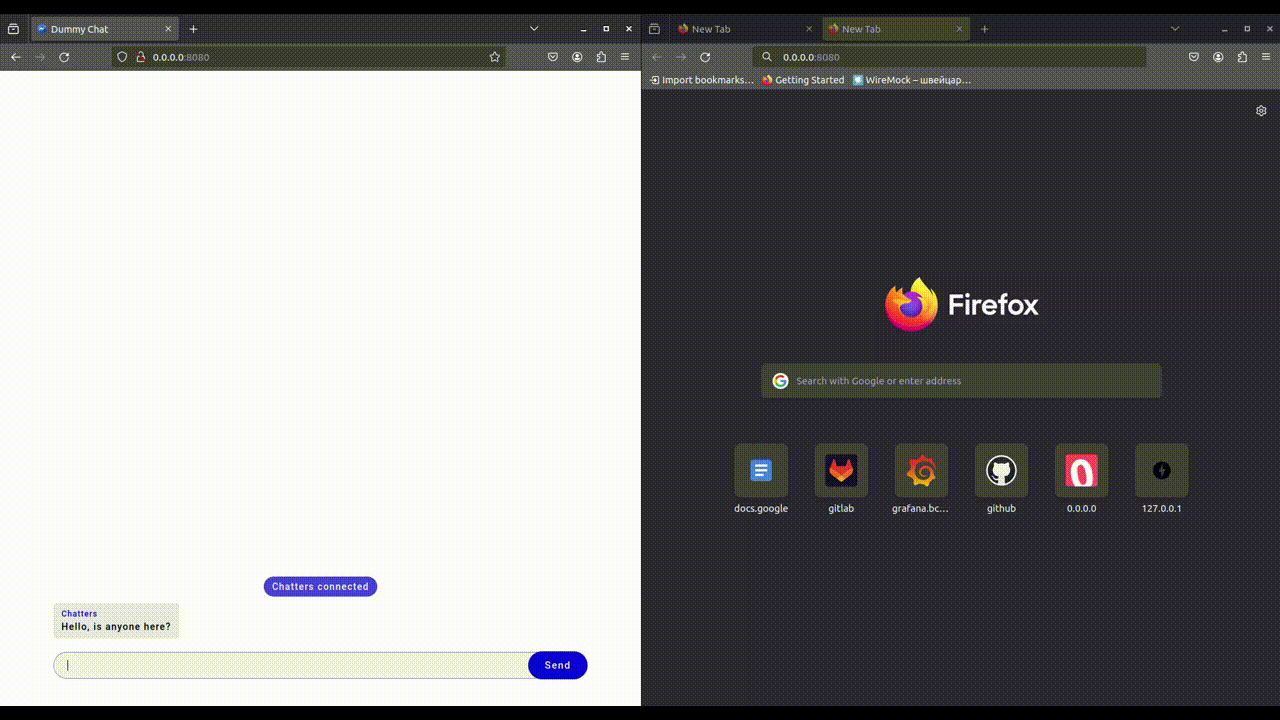 Dummy Chat
0.0.0.0:8080
Chatters connected
Chatters
Hello, is anyone here?
Send
New Tab
New Tab
0.0.0.0:8080
Import bookmarks...
Getting Started
WireMock – швейцар...
Firefox
Search with Google or enter address
docs.google
gitlab
grafana.bc...
github
0.0.0.0
127.0.0.1